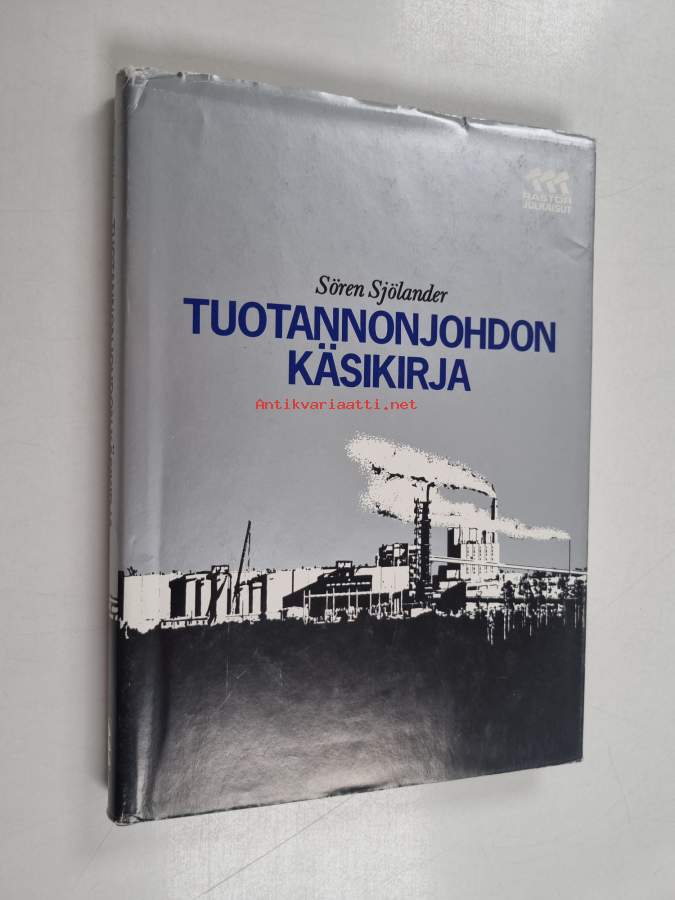 RASTOR
JULKAISUT
Sören Sjölander
TUOTANNONJOHDON
KÄSIKIRJA
Antikvariaatti.net